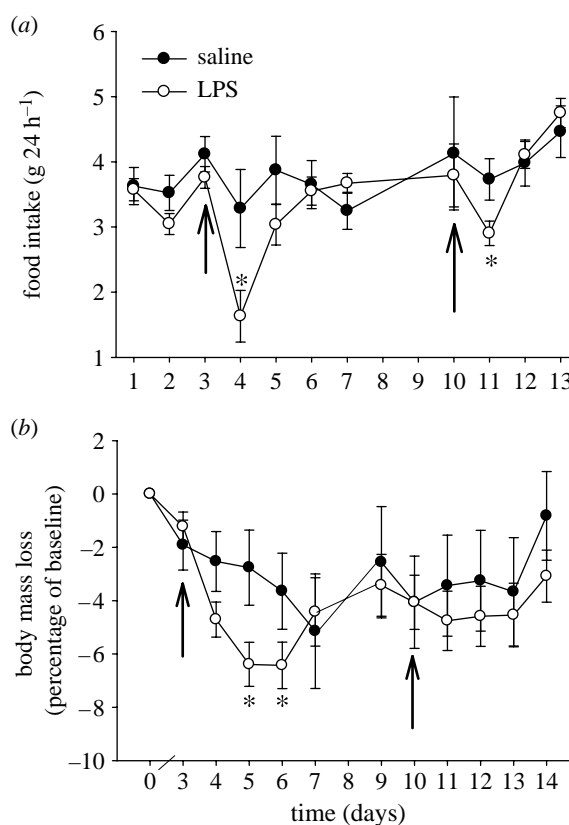 (a)
6
saline
LPS
5
4
3
2
1
food intake (g 24 h⁻¹)
*
*
1 2 3 4 5 6 7 8 9 10 11 12 13
(b)
2
0
–2
–4
–6
–8
–10
body mass loss
(percentage of baseline)
* *
0 3 4 5 6 7 8 9 10 11 12 13 14
time (days)